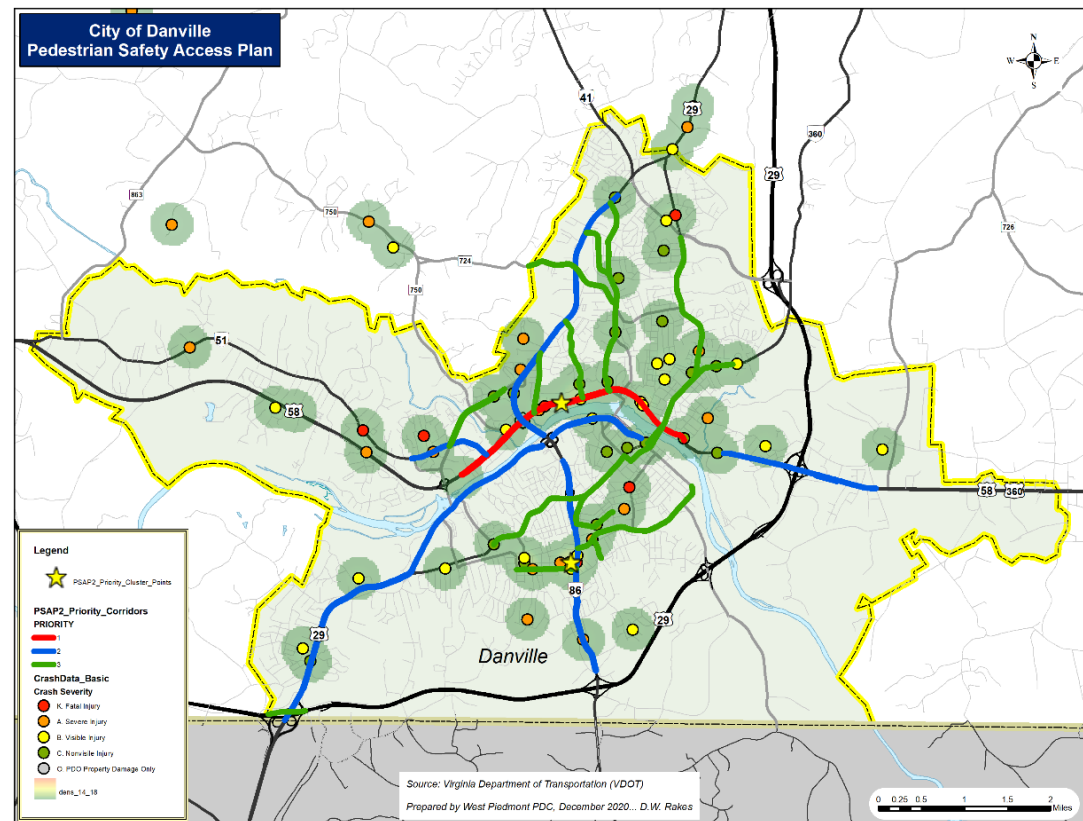 City of Danville
Pedestrian Safety Access Plan
N
W E
S
41
29
360
29
863
750
726
724
750
51
58
58 360
86
29
29
Danville
Legend
PSAP2_Priority_Cluster_Points
PSAP2_Priority_Corridors
PRIORITY
1
2
3
CrashData_Basic
Crash Severity
K. Fatal Injury
A. Severe Injury
B. Visible Injury
C. Nonvisile Injury
O. PDO Property Damage Only
dens_14_18
Source: Virginia Department of Transportation (VDOT)
Prepared by West Piedmont PDC, December 2020... D.W. Rakes
0 0.25 0.5 1 1.5 2
Miles